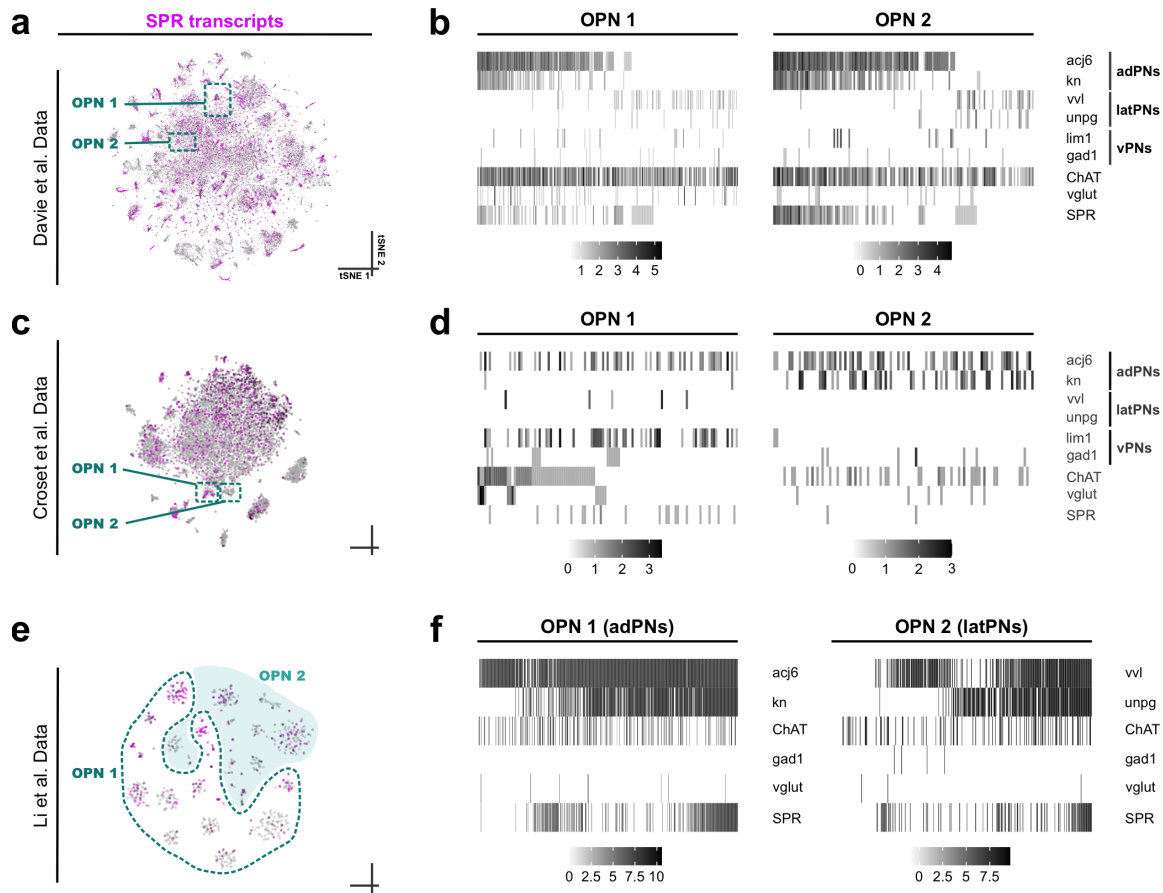 a
SPR transcripts
Davie et al. Data
OPN 1
OPN 2
tSNE 1
tSNE 2
b
OPN 1
OPN 2
acj6
kn
adPNs
vvl
unpg
latPNs
lim1
gad1
vPNs
ChAT
vglut
SPR
1 2 3 4 5
0 1 2 3 4
c
Croset et al. Data
OPN 1
OPN 2
d
OPN 1
OPN 2
acj6
kn
adPNs
vvl
unpg
latPNs
lim1
gad1
vPNs
ChAT
vglut
SPR
0 1 2 3
0 1 2 3
e
Li et al. Data
OPN 2
OPN 1
f
OPN 1 (adPNs)
OPN 2 (latPNs)
acj6
kn
ChAT
gad1
vglut
SPR
vvl
unpg
ChAT
gad1
vglut
SPR
0 2.5 5 7.5 10
0 2.5 5 7.5